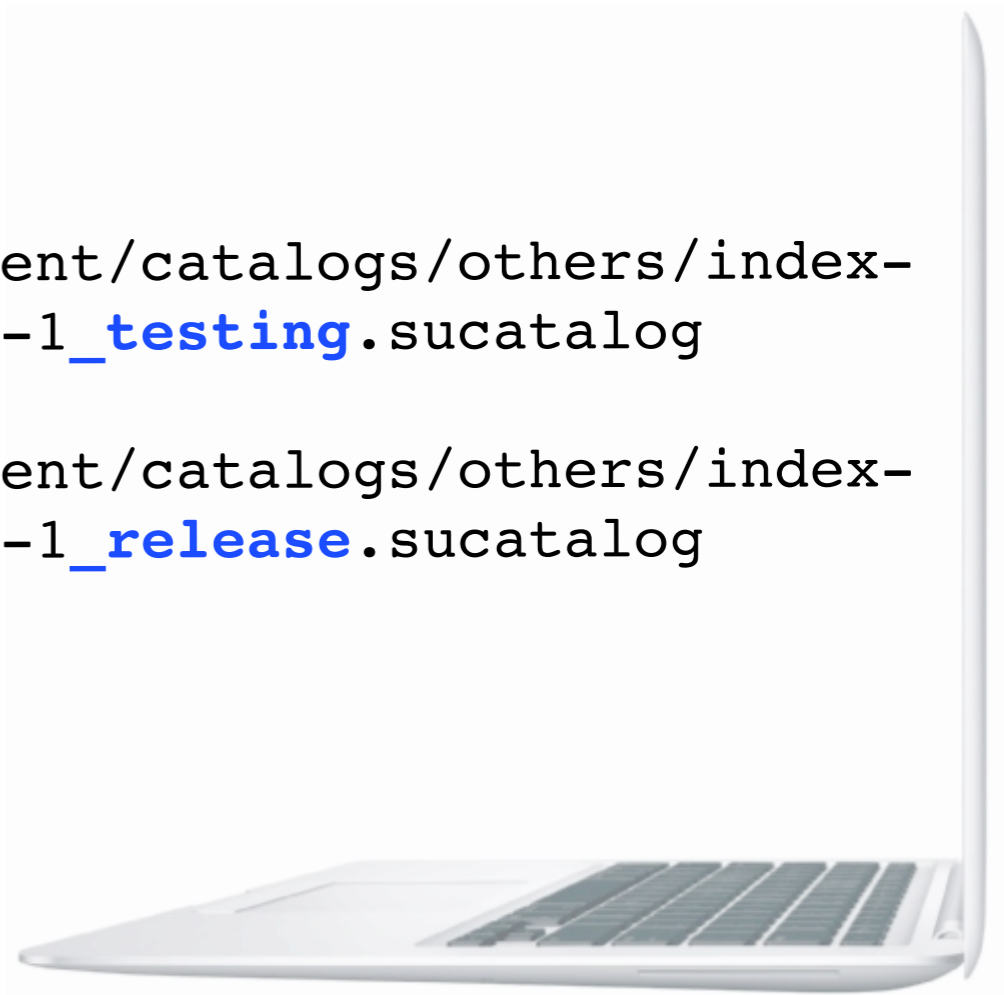 ent/catalogs/others/index-
-1_testing.sucatalog
ent/catalogs/others/index-
-1_release.sucatalog